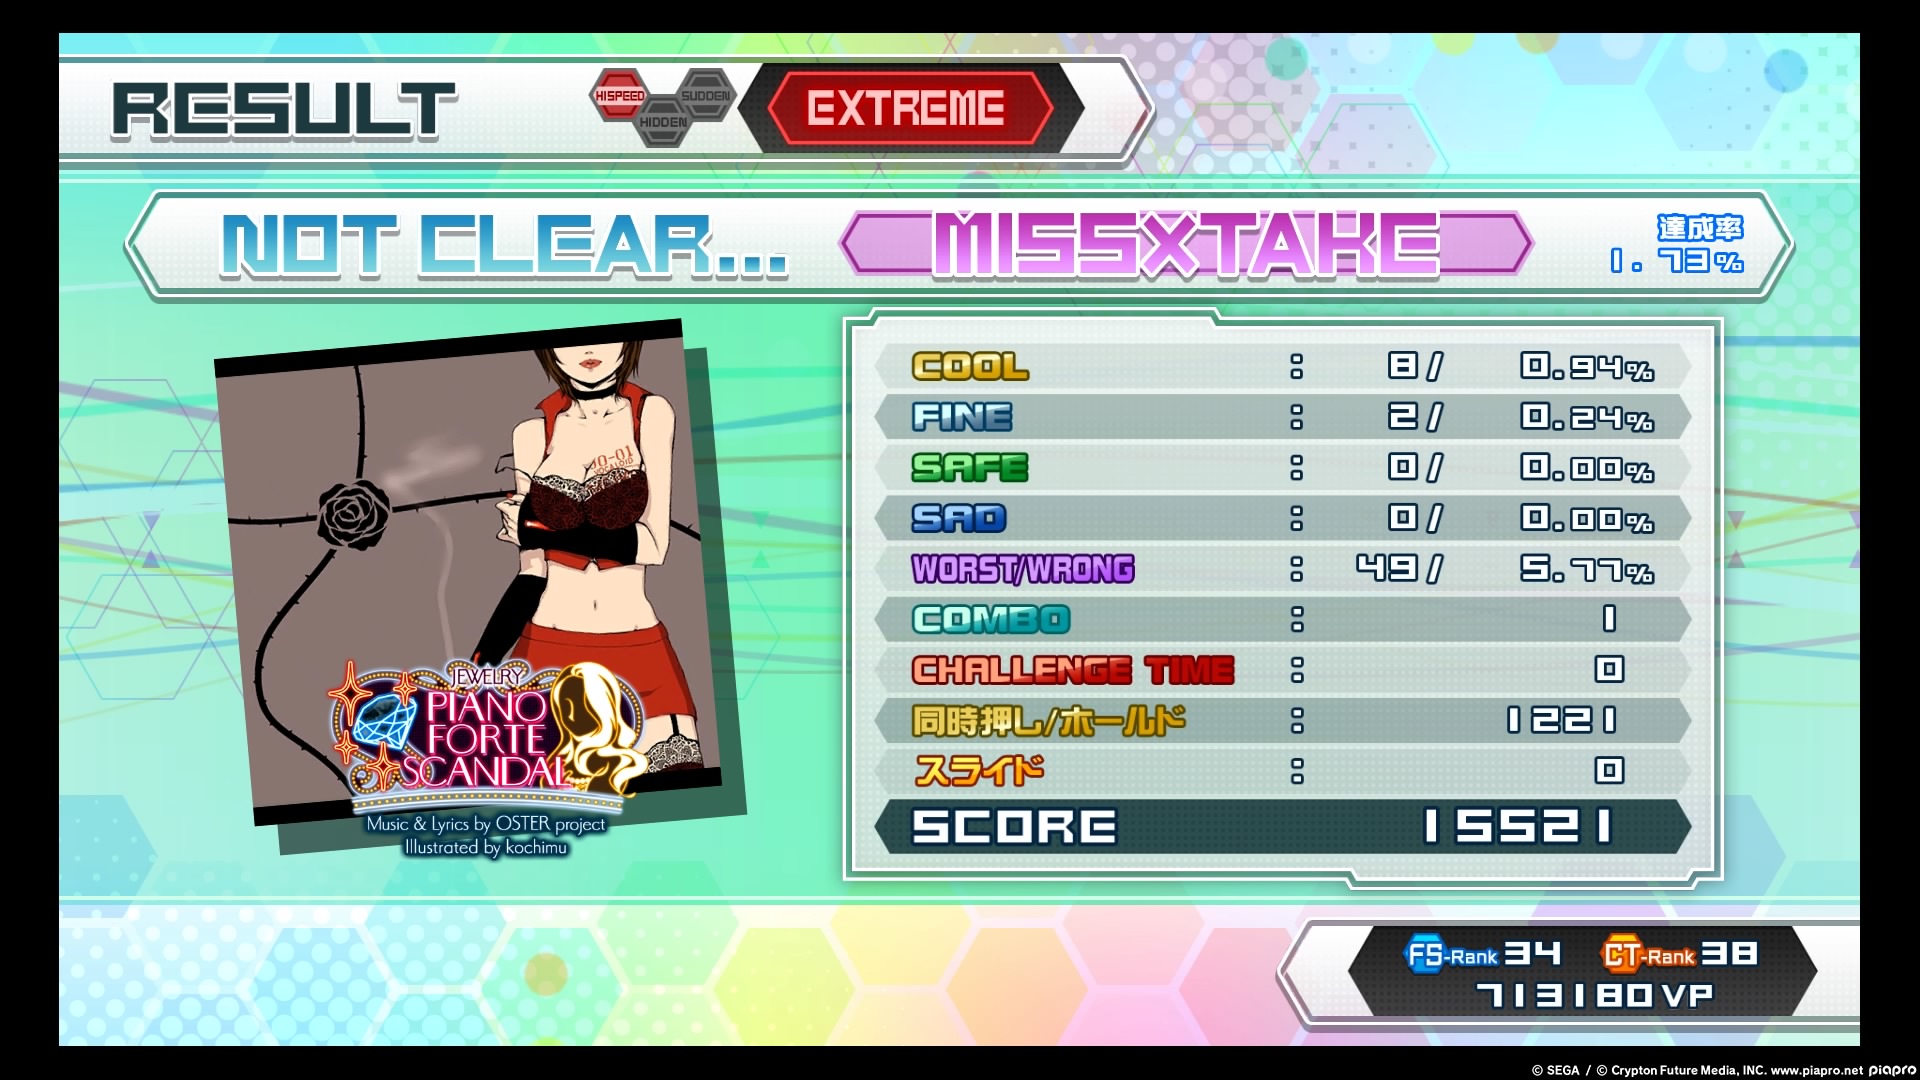 RESULT
HISPEED
HIDDEN
SUDDEN
EXTREME
NOT CLEAR...
MISS×TAKE
達成率
1.73%
COOL : 8/ 0.94%
FINE : 2/ 0.24%
SAFE : 0/ 0.00%
SAD : 0/ 0.00%
WORST/WRONG : 49/ 5.77%
COMBO : 1
CHALLENGE TIME : 0
同時押し/ホールド : 1221
スライド : 0
SCORE 15521
VOCALOID
JEWELRY
PIANO
FORTE
SCANDAL
Music & Lyrics by OSTER project
Illustrated by kochimu
FS-Rank 34 CT-Rank 38
713180VP
© SEGA / © Crypton Future Media, INC. www.piapro.net piapro